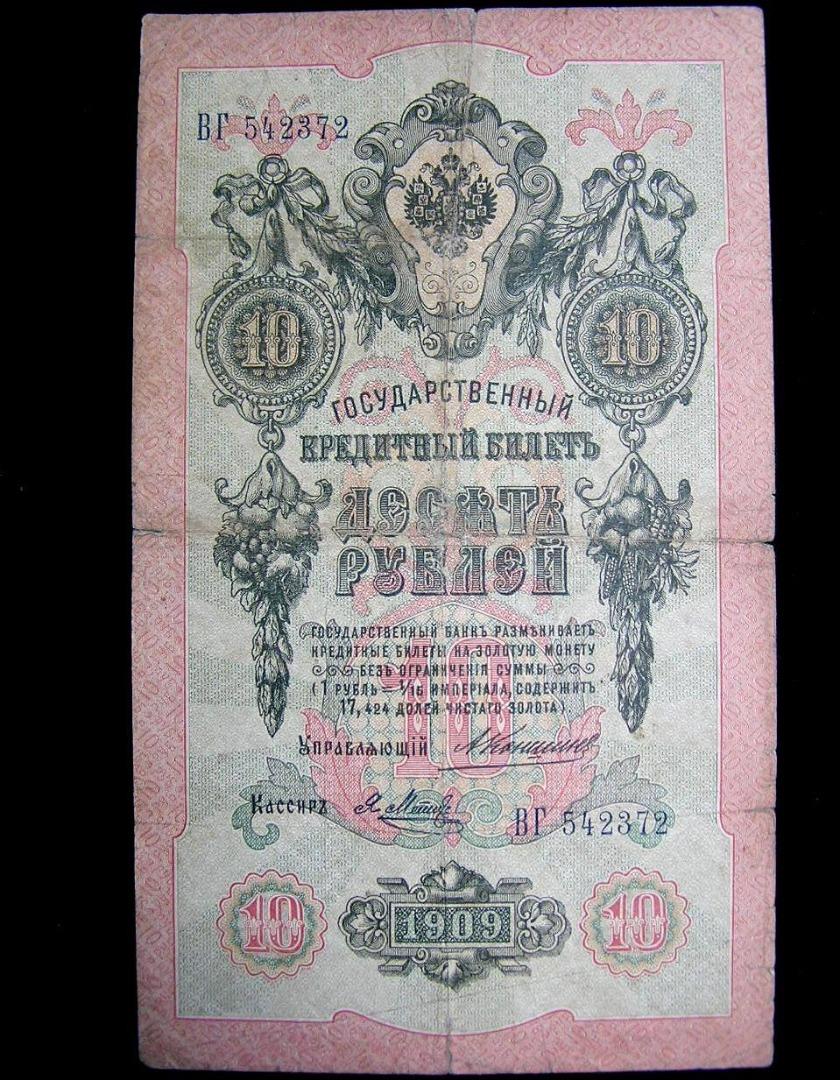 ВГ 542372
10 10
ГОСУДАРСТВЕННЫЙ
КРЕДИТНЫЙ БИЛЕТЪ
ДЕСЯТЬ
РУБЛЕЙ
ГОСУДАРСТВЕННЫЙ БАНКЪ РАЗМѢНИВАЕТЪ
КРЕДИТНЫЕ БИЛЕТЫ НА ЗОЛОТУЮ МОНЕТУ
БЕЗЪ ОГРАНИЧЕНІЯ СУММЫ
(1 РУБЛЬ = 1/15 ИМПЕРІАЛА, СОДЕРЖИТЪ
17,424 ДОЛЕЙ ЧИСТАГО ЗОЛОТА)
10
УПРАВЛЯЮЩІЙ
Кассиръ
ВГ 542372
10 1909 10